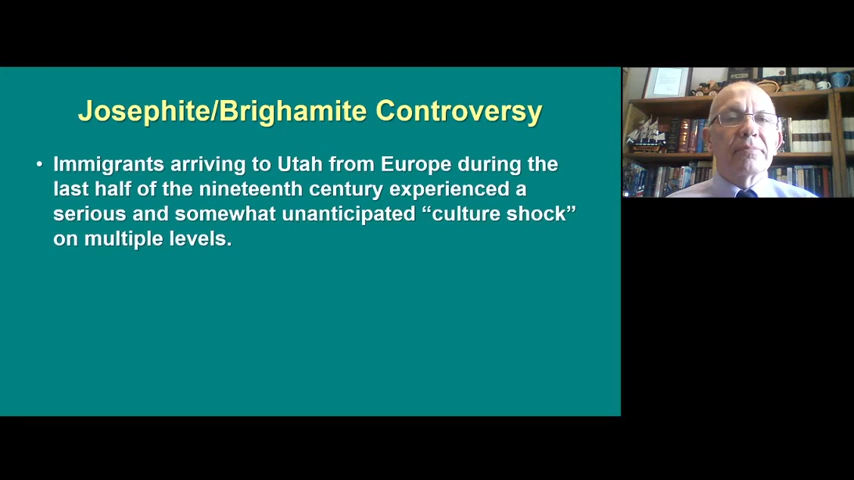 Josephite/Brighamite Controversy
• Immigrants arriving to Utah from Europe during the
last half of the nineteenth century experienced a
serious and somewhat unanticipated “culture shock”
on multiple levels.